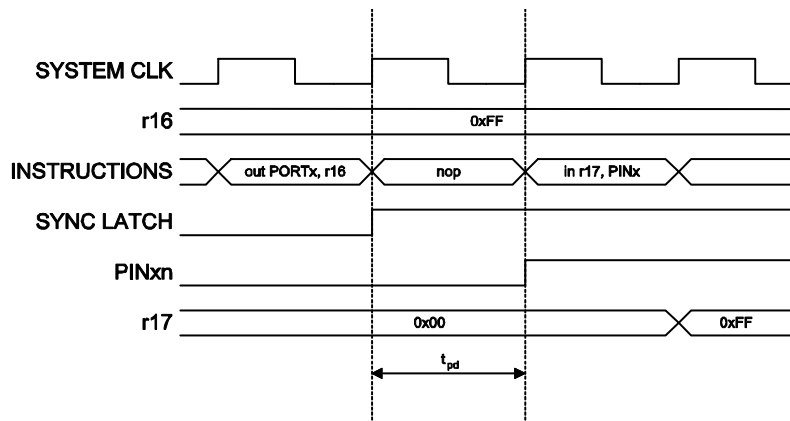 SYSTEM CLK
r16
0xFF
INSTRUCTIONS
out PORTx, r16
nop
in r17, PINx
SYNC LATCH
PINxn
r17
0x00
0xFF
tpd